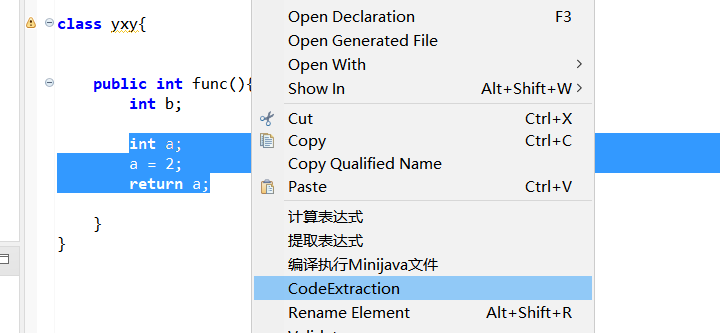 class yxy{
public int func(){
int b;
int a;
a = 2;
return a;
}
}
Open Declaration F3
Open Generated File
Open With
Show In Alt+Shift+W
Cut Ctrl+X
Copy Ctrl+C
Copy Qualified Name
Paste Ctrl+V
计算表达式
提取表达式
编译执行Minijava文件
CodeExtraction
Rename Element Alt+Shift+R